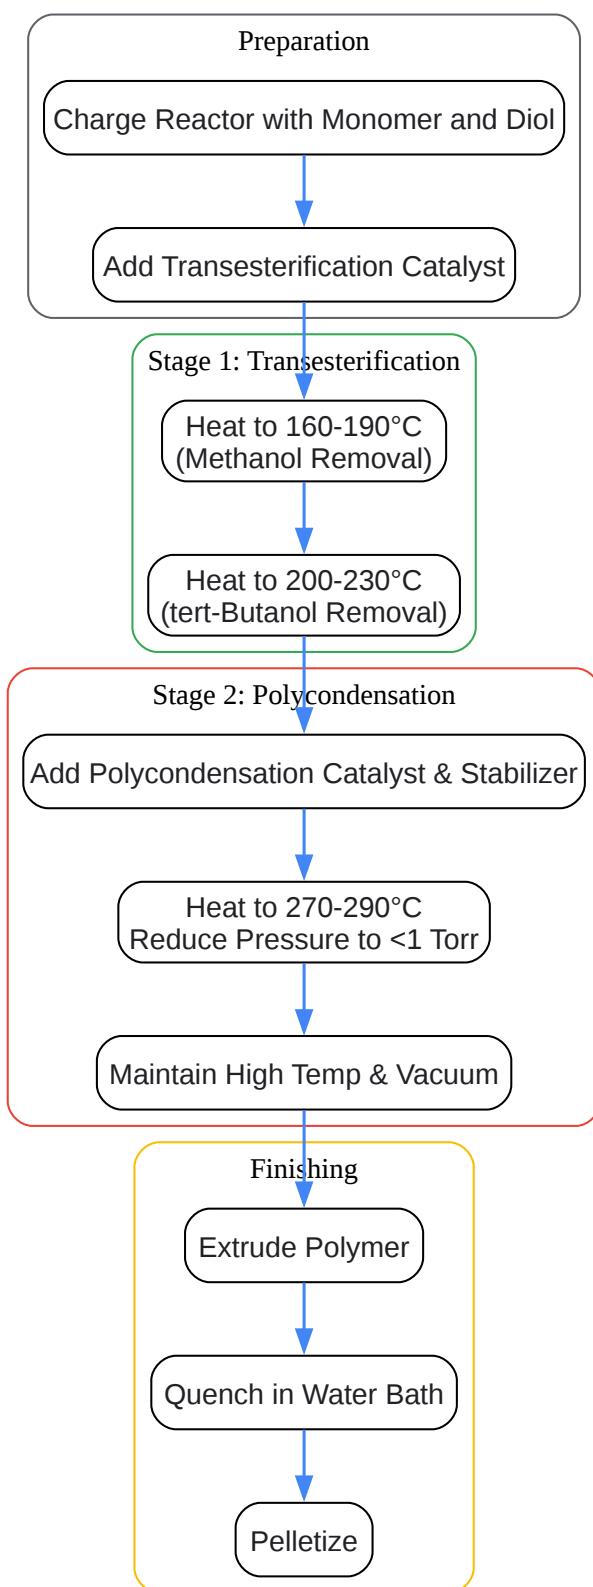 Preparation
Charge Reactor with Monomer and Diol
Add Transesterification Catalyst
Stage 1: Transesterification
Heat to 160-190°C
(Methanol Removal)
Heat to 200-230°C
(tert-Butanol Removal)
Stage 2: Polycondensation
Add Polycondensation Catalyst & Stabilizer
Heat to 270-290°C
Reduce Pressure to <1 Torr
Maintain High Temp & Vacuum
Finishing
Extrude Polymer
Quench in Water Bath
Pelletize